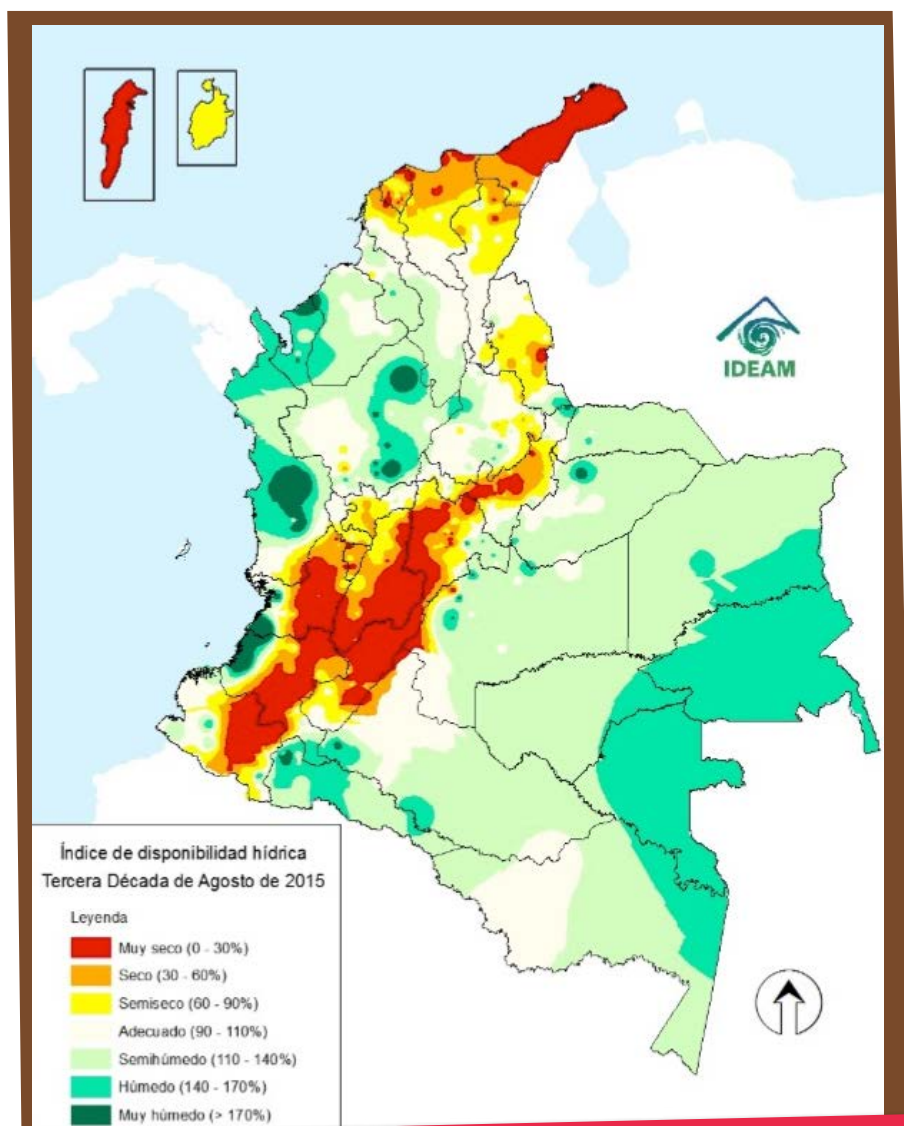 IDEAM
Índice de disponibilidad hídrica
Tercera Década de Agosto de 2015
Leyenda
Muy seco (0 - 30%)
Seco (30 - 60%)
Semiseco (60 - 90%)
Adecuado (90 - 110%)
Semihúmedo (110 - 140%)
Húmedo (140 - 170%)
Muy húmedo (> 170%)